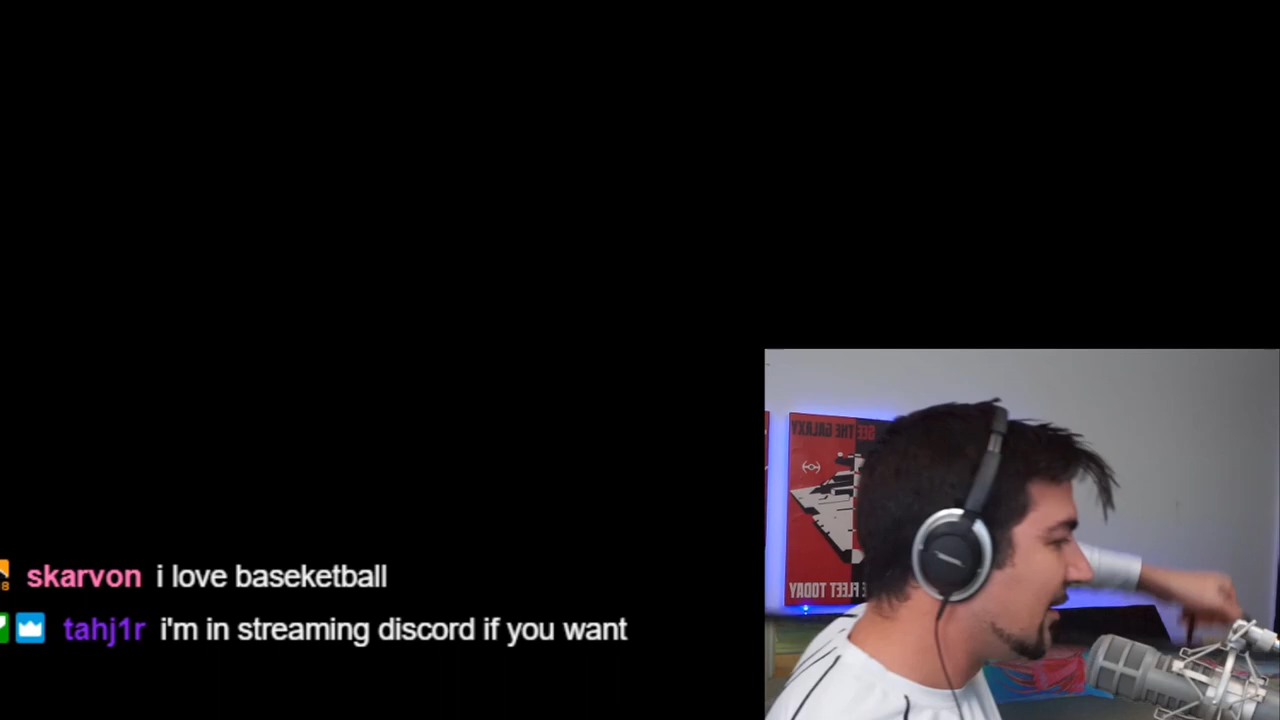 SEE THE GALAXY
FLEET TODAY
skarvon i love baseketball
tahj1r i'm in streaming discord if you want